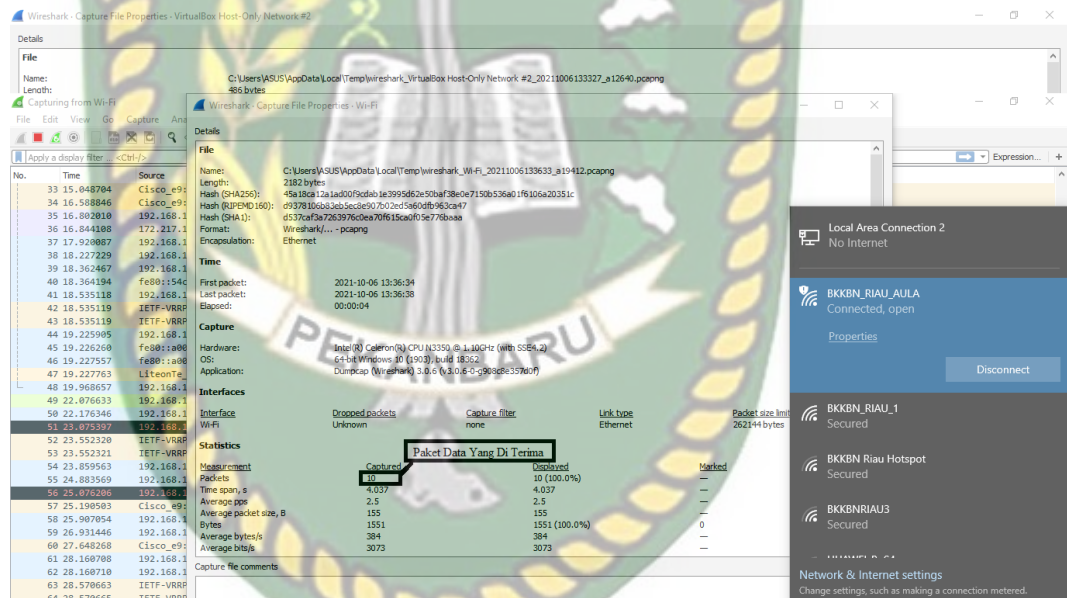 Wireshark - Capture File Properties - VirtualBox Host-Only Network #2
Details
File
Name: C:\Users\ASUS\AppData\Local\Temp\wireshark_VirtualBox Host-Only Network #2_20211006133327_a12640.pcapng
Length: 486 bytes
Capturing from Wi-Fi
File Edit View Go Capture Ana
Apply a display filter ... <Ctrl-/>
Expression... +
No. Time Source
33 15.048704 Cisco_e9:
34 16.588846 Cisco_e9:
35 16.802010 192.168.1
36 16.844108 172.217.1
37 17.920087 192.168.1
38 18.227229 192.168.1
39 18.362467 192.168.1
40 18.364194 fe80::54c
41 18.535118 192.168.1
42 18.535119 IETF-VRRP
43 18.535119 IETF-VRRP
44 19.225905 192.168.1
45 19.226260 fe80::a00
46 19.227557 fe80::a00
47 19.227763 LiteonTe_
48 19.968657 192.168.1
49 22.076633 192.168.1
50 22.176346 192.168.1
51 23.075397 192.168.1
52 23.552320 IETF-VRRP
53 23.552321 IETF-VRRP
54 23.859563 192.168.1
55 24.883569 192.168.1
56 25.076206 192.168.1
57 25.190503 Cisco_e9:
58 25.907054 192.168.1
59 26.931446 192.168.1
60 27.648268 Cisco_e9:
61 28.160708 192.168.1
62 28.160710 192.168.1
63 28.570663 IETF-VRRP
64 28.570665 IETF-VRRP
Wireshark - Capture File Properties - Wi-Fi
Details
File
Name: C:\Users\ASUS\AppData\Local\Temp\wireshark_Wi-Fi_20211006133633_a19412.pcapng
Length: 2182 bytes
Hash (SHA256): 45a18ca12a1ad00f9cdab1e3995d62e50baf38e0e7150b536a01f6106a20351c
Hash (RIPEMD160): d9378106b83eb5ec8e907b02ed5a60dfb963ca47
Hash (SHA1): d537caf3a7263976c0ea70f615ca0f05e776baaa
Format: Wireshark/... - pcapng
Encapsulation: Ethernet
Time
First packet: 2021-10-06 13:36:34
Last packet: 2021-10-06 13:36:38
Elapsed: 00:00:04
Capture
Hardware: Intel(R) Celeron(R) CPU N3350 @ 1.10GHz (with SSE4.2)
OS: 64-bit Windows 10 (1903), build 18362
Application: Dumpcap (Wireshark) 3.0.6 (v3.0.6-0-g908c8e357d0f)
PEKANBARU
Interfaces
Interface Dropped packets Capture filter Link type Packet size limit
Wi-Fi Unknown none Ethernet 262144 bytes
Statistics
Paket Data Yang Di Terima
Measurement Captured Displayed Marked
Packets 10 10 (100.0%) —
Time span, s 4.037 4.037 —
Average pps 2.5 2.5 —
Average packet size, B 155 155 —
Bytes 1551 1551 (100.0%) 0
Average bytes/s 384 384 —
Average bits/s 3073 3073 —
Capture file comments
Local Area Connection 2
No Internet
BKKBN_RIAU_AULA
Connected, open
Properties
Disconnect
BKKBN_RIAU_1
Secured
BKKBN Riau Hotspot
Secured
BKKBNRIAU3
Secured
Network & Internet settings
Change settings, such as making a connection metered.